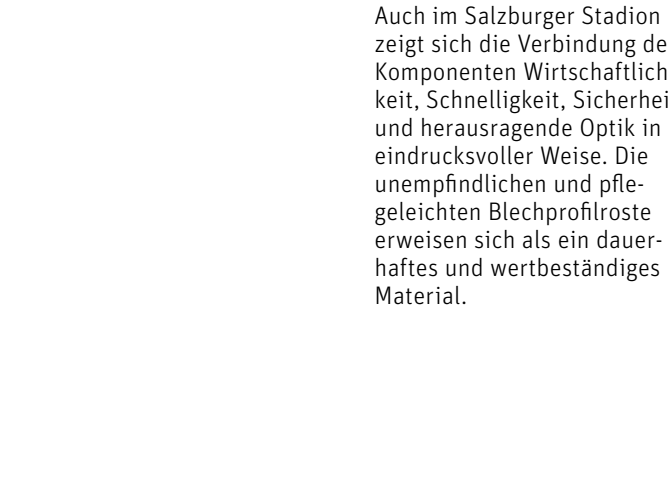 Auch im Salzburger Stadion
zeigt sich die Verbindung de
Komponenten Wirtschaftlich
keit, Schnelligkeit, Sicherhei
und herausragende Optik in
eindrucksvoller Weise. Die
unempfindlichen und pfle-
geleichten Blechprofilroste
erweisen sich als ein dauer-
haftes und wertbeständiges
Material.